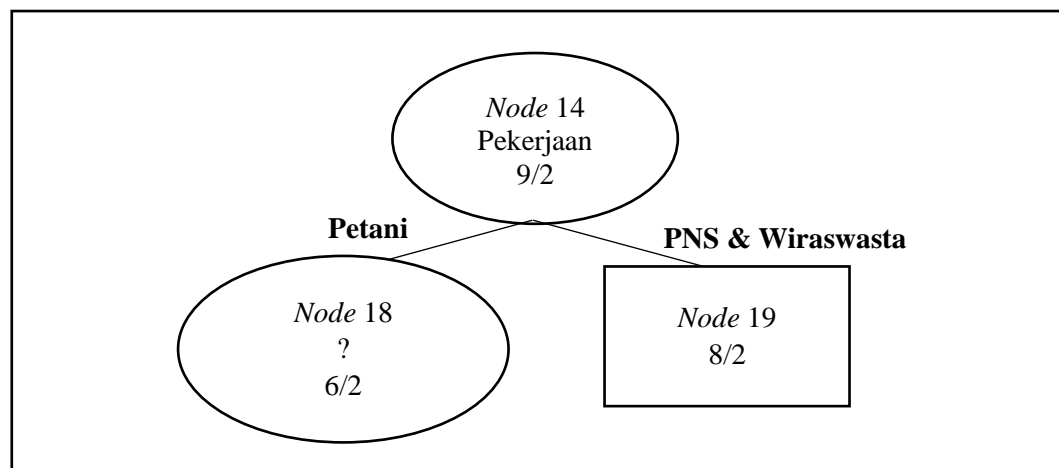 Node 14
Pekerjaan
9/2
Petani
PNS & Wiraswasta
Node 18
?
6/2
Node 19
8/2